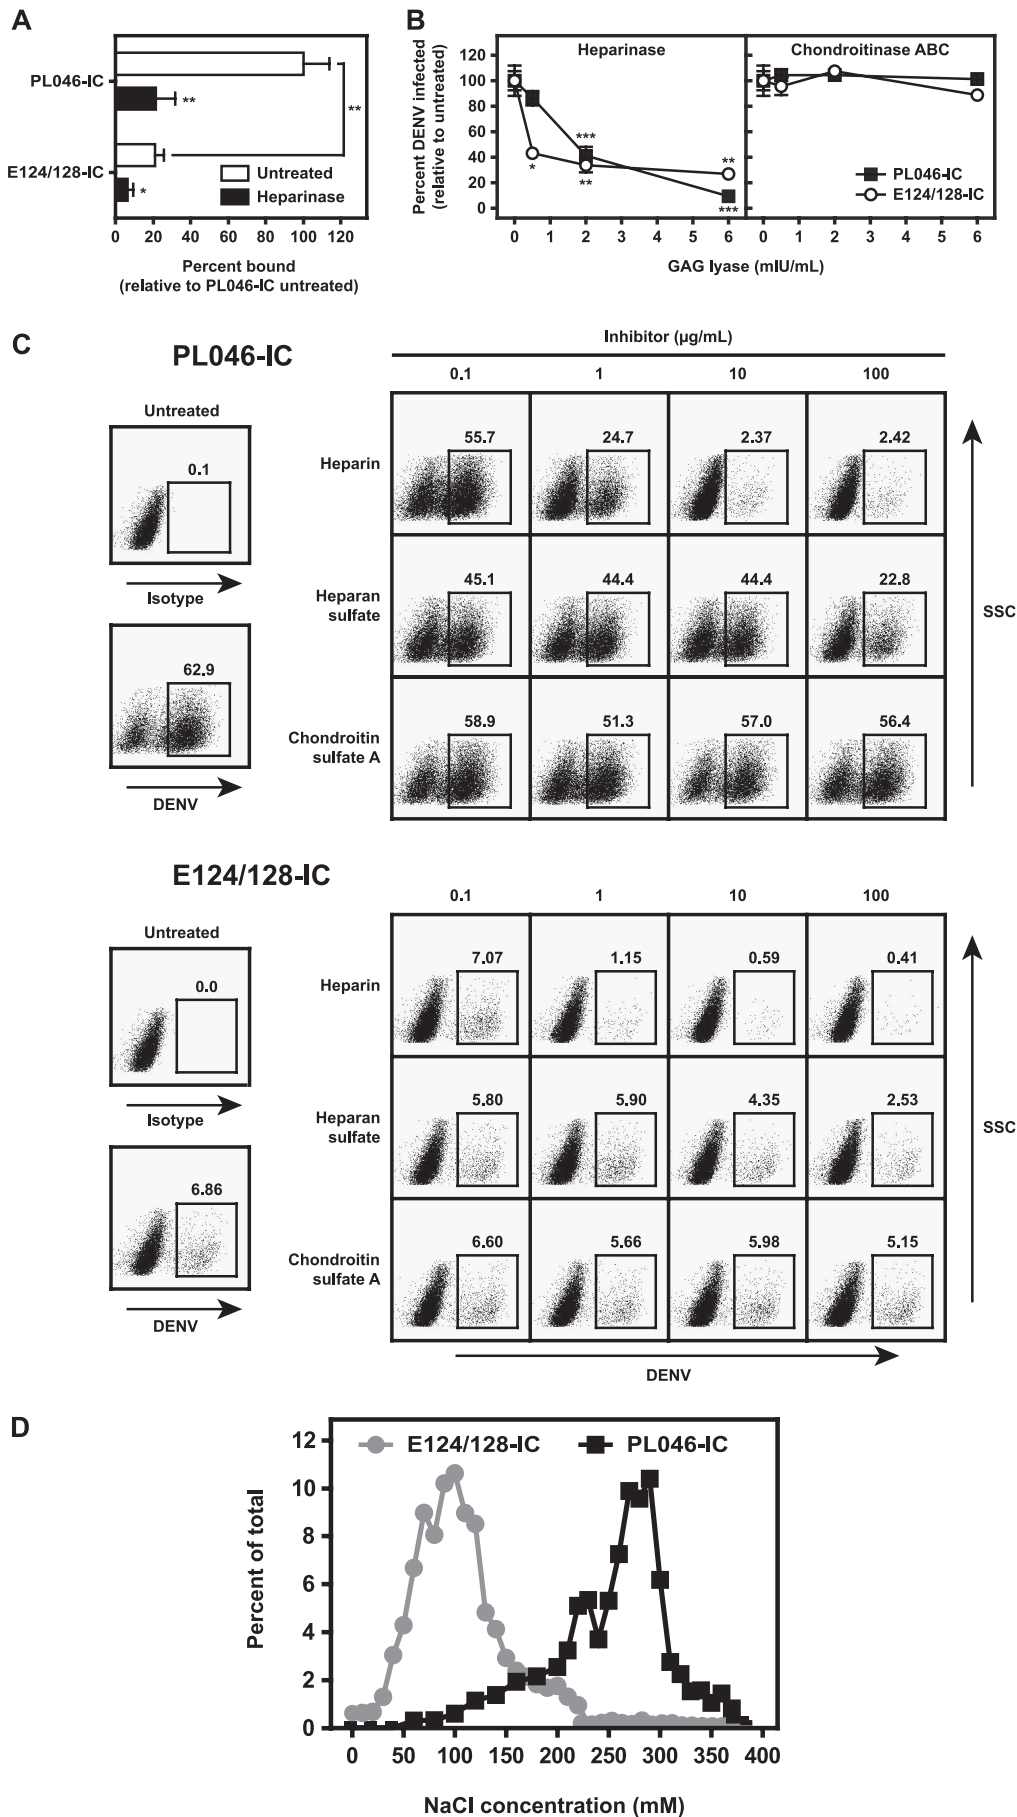 A
PL046-IC
**
**
E124/128-IC
*
Untreated
Heparinase
0 20 40 60 80 100 120
Percent bound
(relative to PL046-IC untreated)
B
Percent DENV infected
(relative to untreated)
120
100
80
60
40
20
0
Heparinase
***
**
*
**
***
Chondroitinase ABC
PL046-IC
E124/128-IC
0 1 2 3 4 5 6 0 1 2 3 4 5 6
GAG lyase (mIU/mL)
C
PL046-IC
Inhibitor (µg/mL)
0.1 1 10 100
Untreated
0.1
Isotype
62.9
DENV
Heparin
55.7 24.7 2.37 2.42
Heparan
sulfate
45.1 44.4 44.4 22.8
Chondroitin
sulfate A
58.9 51.3 57.0 56.4
SSC
E124/128-IC
0.1 1 10 100
Untreated
0.0
Isotype
6.86
DENV
Heparin
7.07 1.15 0.59 0.41
Heparan
sulfate
5.80 5.90 4.35 2.53
Chondroitin
sulfate A
6.60 5.66 5.98 5.15
SSC
DENV
D
E124/128-IC PL046-IC
Percent of total
12
10
8
6
4
2
0
0 50 100 150 200 250 300 350 400
NaCl concentration (mM)